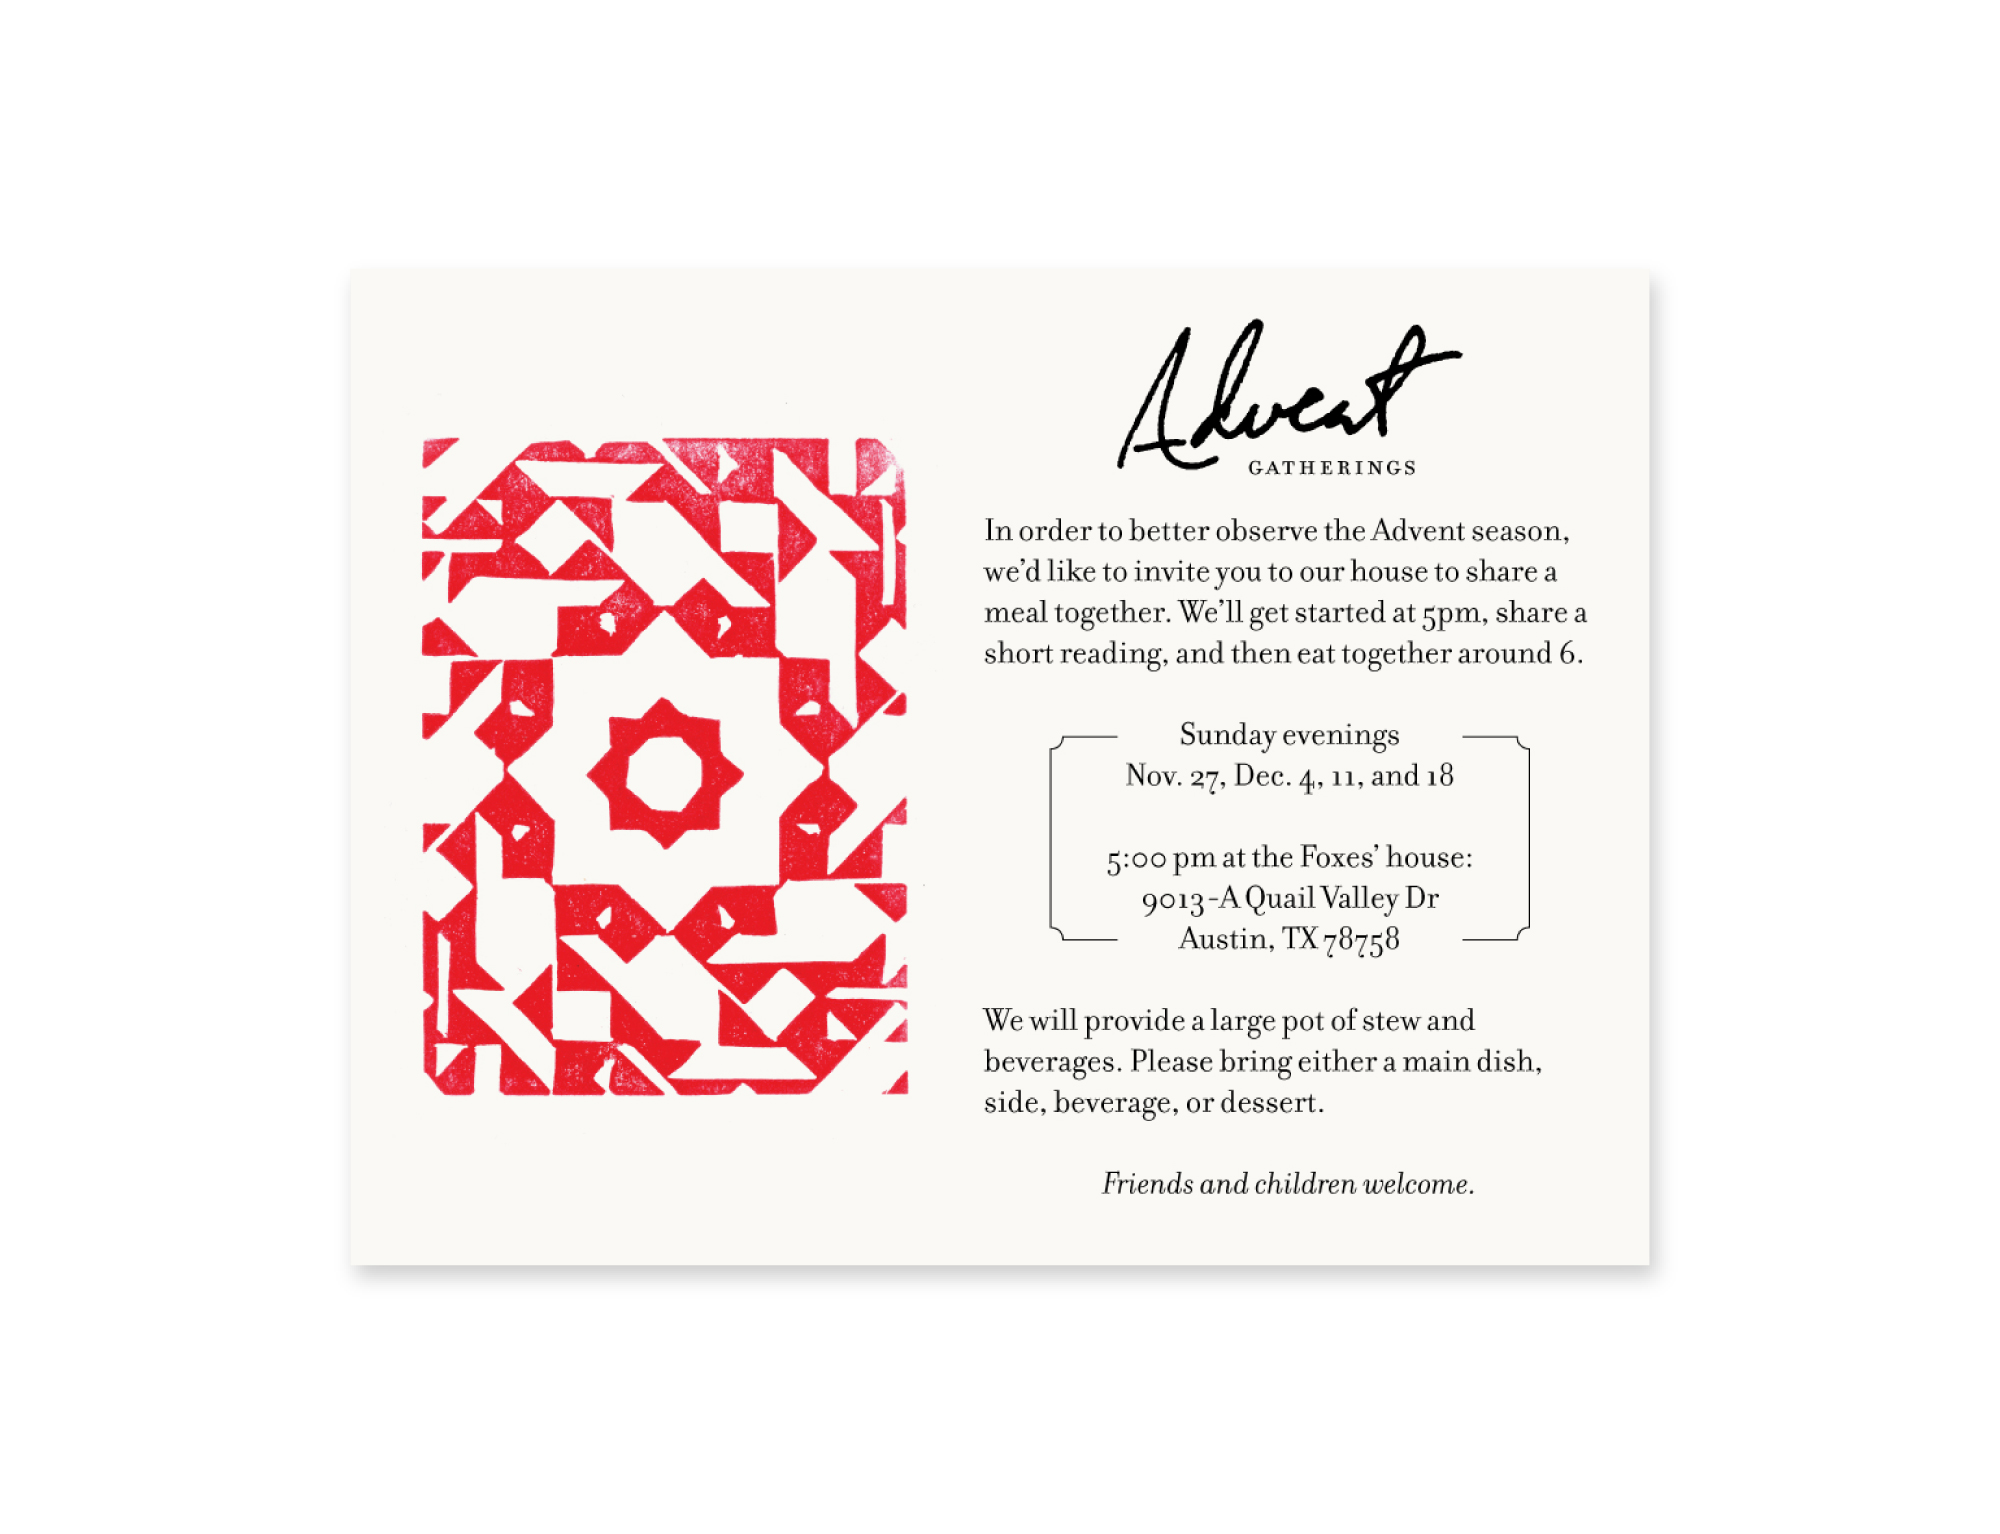 Advent
GATHERINGS
In order to better observe the Advent season,
we’d like to invite you to our house to share a
meal together. We’ll get started at 5pm, share a
short reading, and then eat together around 6.
Sunday evenings
Nov. 27, Dec. 4, 11, and 18
5:00 pm at the Foxes’ house:
9013-A Quail Valley Dr
Austin, TX 78758
We will provide a large pot of stew and
beverages. Please bring either a main dish,
side, beverage, or dessert.
Friends and children welcome.